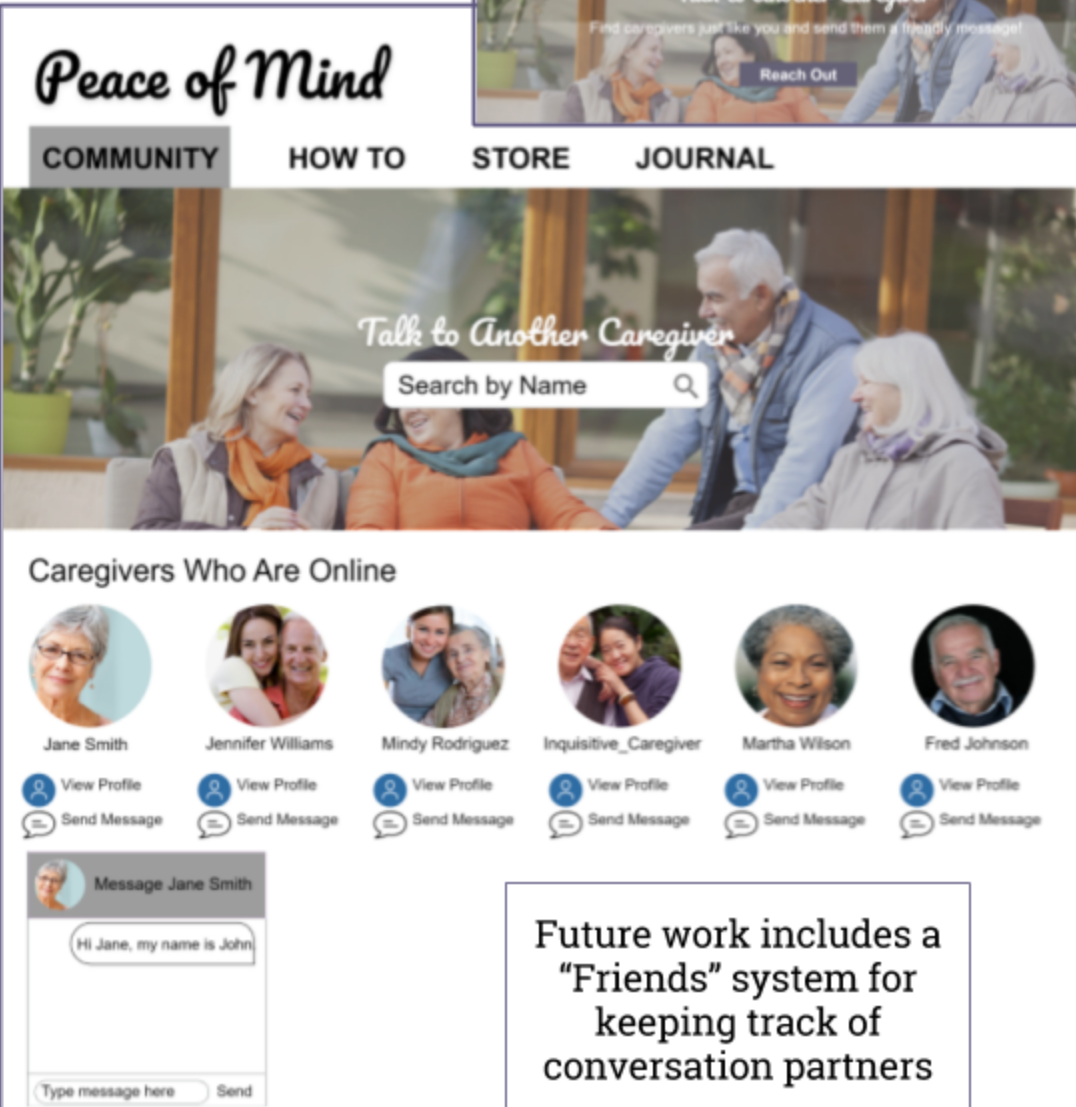 Find caregivers just like you and send them a friendly message!
Reach Out
Peace of Mind
COMMUNITY HOW TO STORE JOURNAL
Talk to Another Caregiver
Search by Name
Caregivers Who Are Online
Jane Smith Jennifer Williams Mindy Rodriguez Inquisitive_Caregiver Martha Wilson Fred Johnson
View Profile View Profile View Profile View Profile View Profile View Profile
Send Message Send Message Send Message Send Message Send Message Send Message
Message Jane Smith
Hi Jane, my name is John
Type message here Send
Future work includes a
“Friends” system for
keeping track of
conversation partners